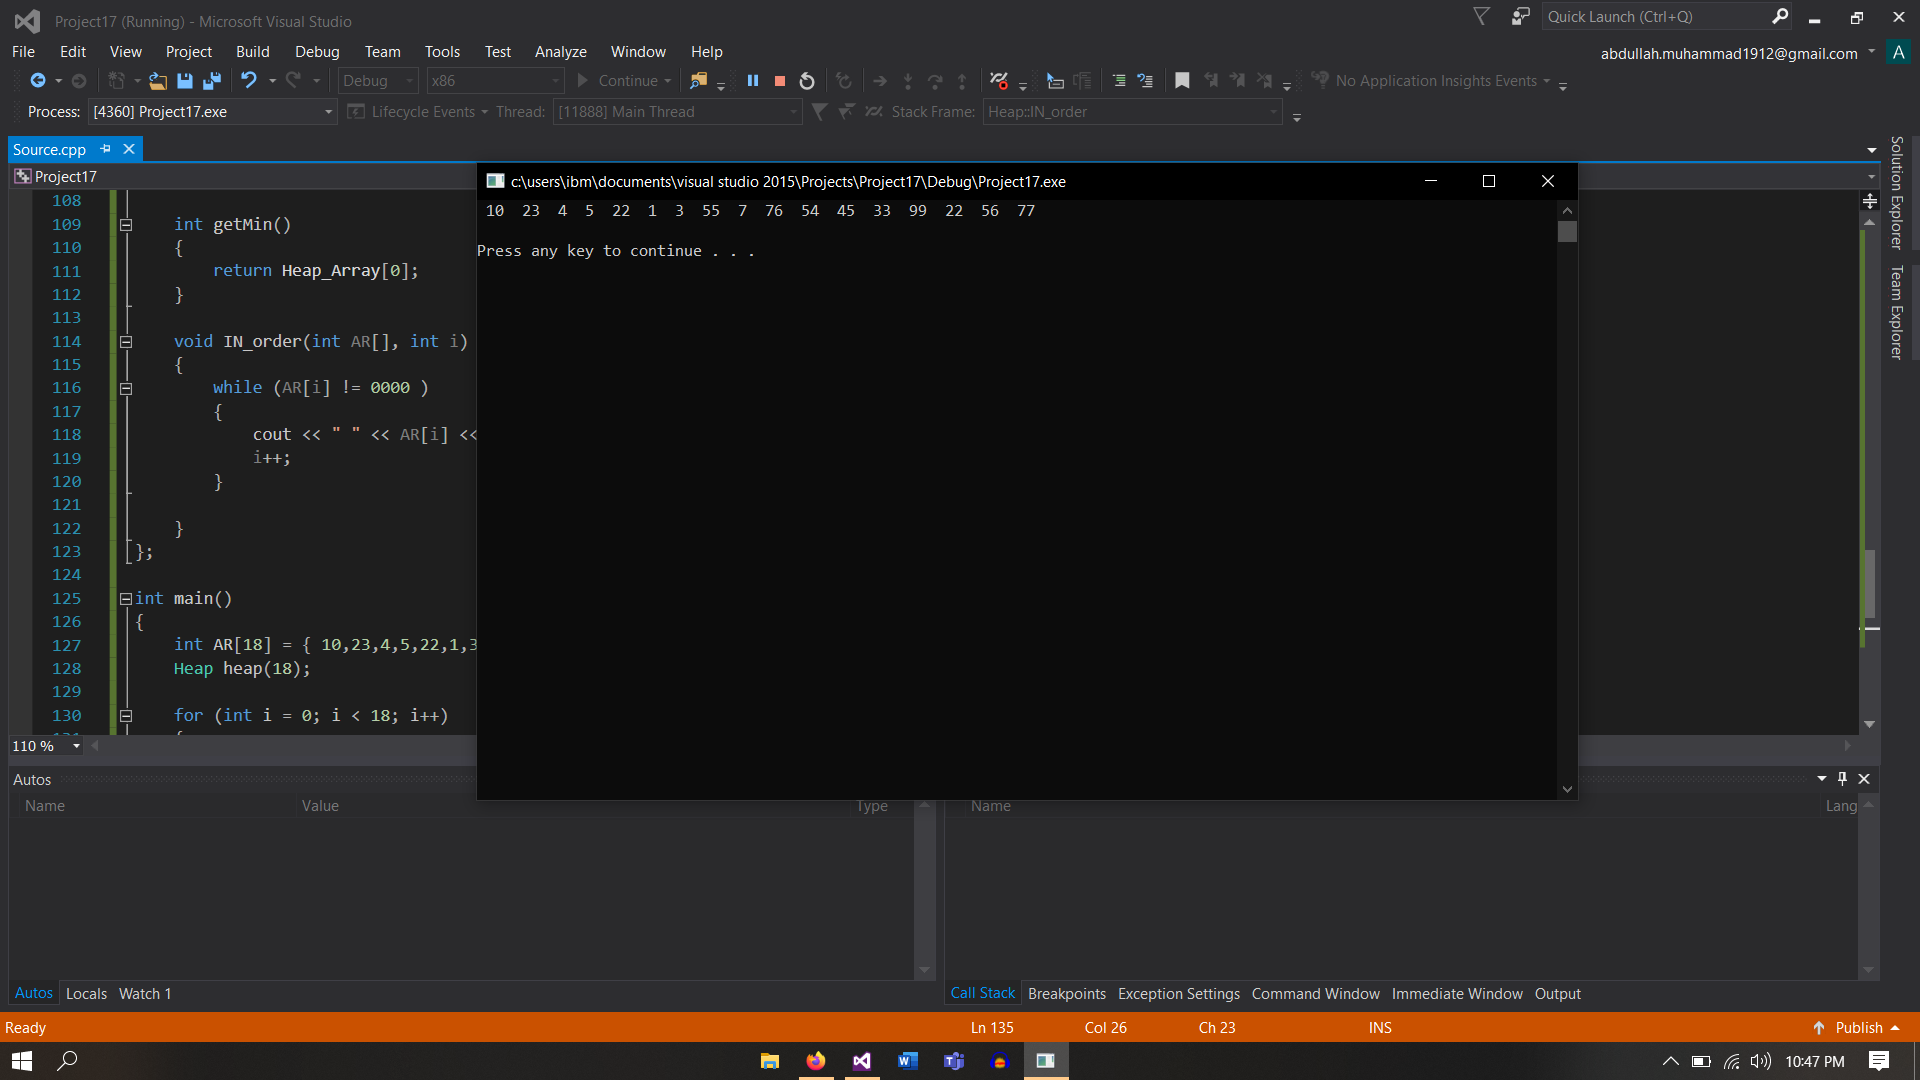 Project17 (Running) - Microsoft Visual Studio
Quick Launch (Ctrl+Q)
File Edit View Project Build Debug Team Tools Test Analyze Window Help
abdullah.muhammad1912@gmail.com A
Debug x86 Continue No Application Insights Events
Process: [4360] Project17.exe Lifecycle Events Thread: [11888] Main Thread Stack Frame: Heap::IN_order
Source.cpp
Project17
c:\users\ibm\documents\visual studio 2015\Projects\Project17\Debug\Project17.exe
10 23 4 5 22 1 3 55 7 76 54 45 33 99 22 56 77
Press any key to continue . . .
108
109 int getMin()
110 {
111 return Heap_Array[0];
112 }
113
114 void IN_order(int AR[], int i)
115 {
116 while (AR[i] != 0000 )
117 {
118 cout << " " << AR[i] <<
119 i++;
120 }
121
122 }
123 };
124
125 int main()
126 {
127 int AR[18] = { 10,23,4,5,22,1,3
128 Heap heap(18);
129
130 for (int i = 0; i < 18; i++)
131 {
110 %
Solution Explorer
Team Explorer
Autos
Name Value Type
Name Lang
Autos Locals Watch 1
Call Stack Breakpoints Exception Settings Command Window Immediate Window Output
Ready Ln 135 Col 26 Ch 23 INS Publish
10:47 PM